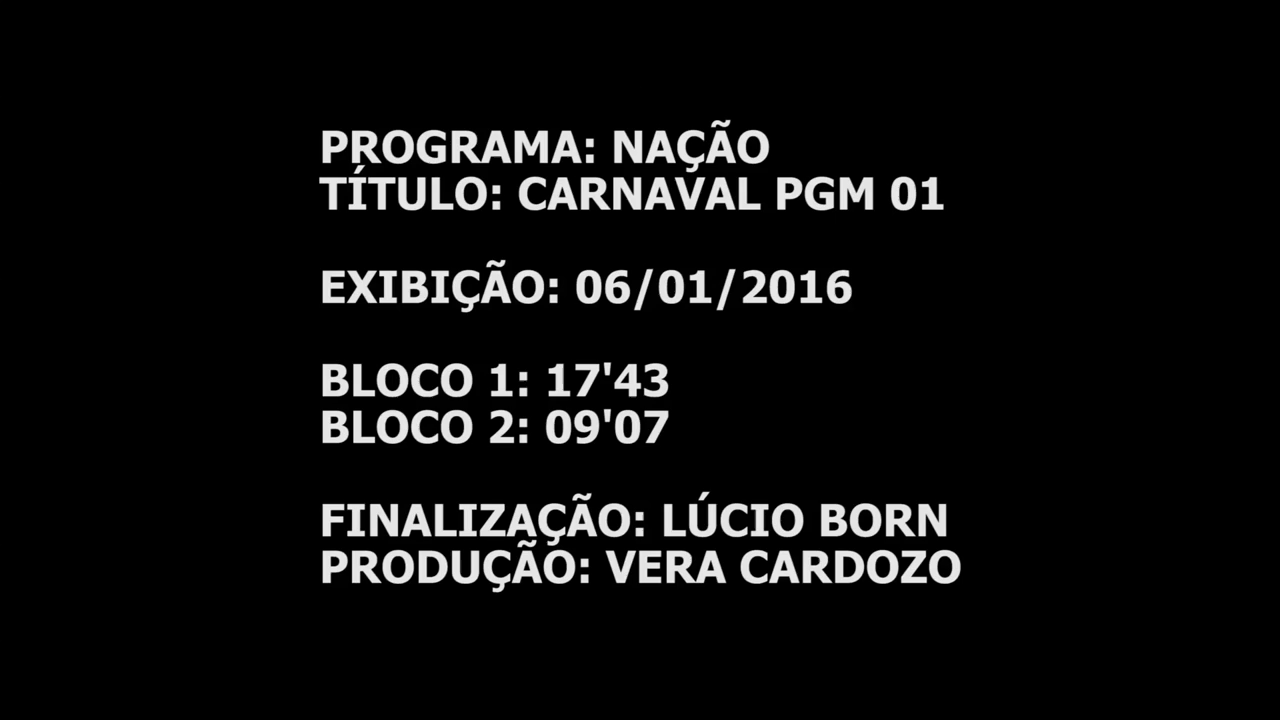 PROGRAMA: NAÇÃO
TÍTULO: CARNAVAL PGM 01
EXIBIÇÃO: 06/01/2016
BLOCO 1: 17'43
BLOCO 2: 09'07
FINALIZAÇÃO: LÚCIO BORN
PRODUÇÃO: VERA CARDOZO